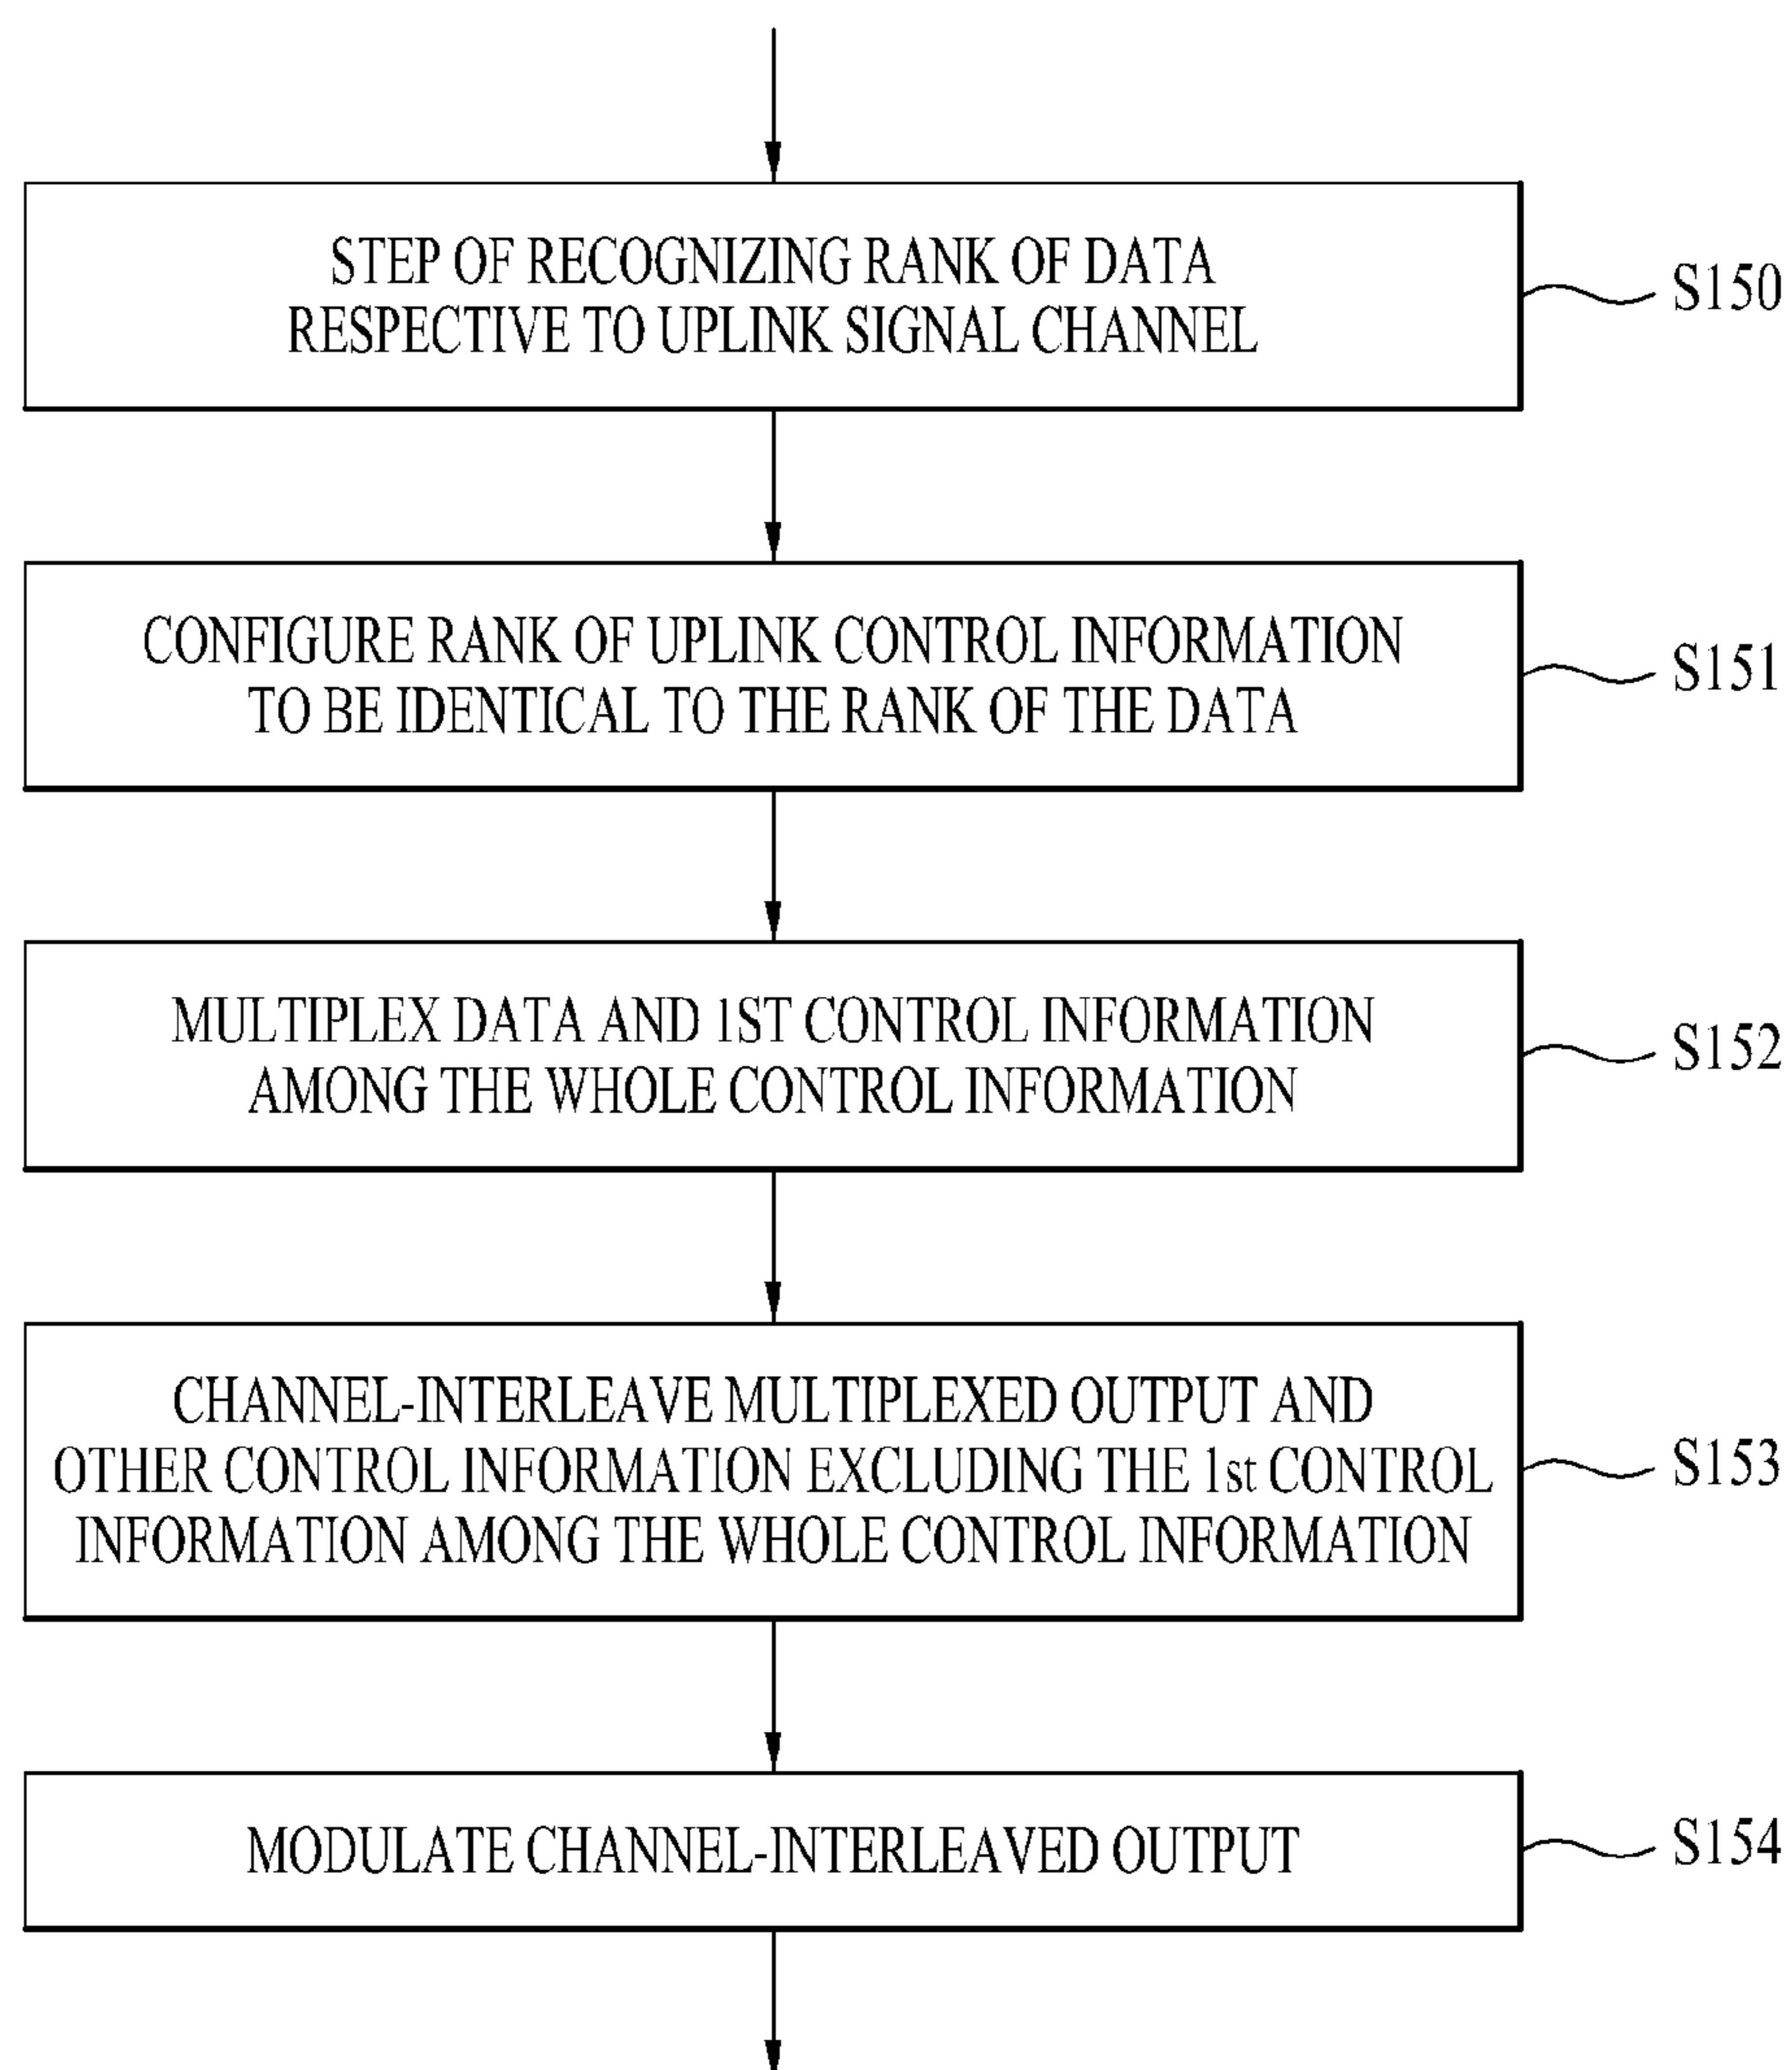 STEP OF RECOGNIZING RANK OF DATA
RESPECTIVE TO UPLINK SIGNAL CHANNEL
S150
CONFIGURE RANK OF UPLINK CONTROL INFORMATION
TO BE IDENTICAL TO THE RANK OF THE DATA
S151
MULTIPLEX DATA AND 1ST CONTROL INFORMATION
AMONG THE WHOLE CONTROL INFORMATION
S152
CHANNEL-INTERLEAVE MULTIPLEXED OUTPUT AND
OTHER CONTROL INFORMATION EXCLUDING THE 1st CONTROL
INFORMATION AMONG THE WHOLE CONTROL INFORMATION
S153
MODULATE CHANNEL-INTERLEAVED OUTPUT
S154